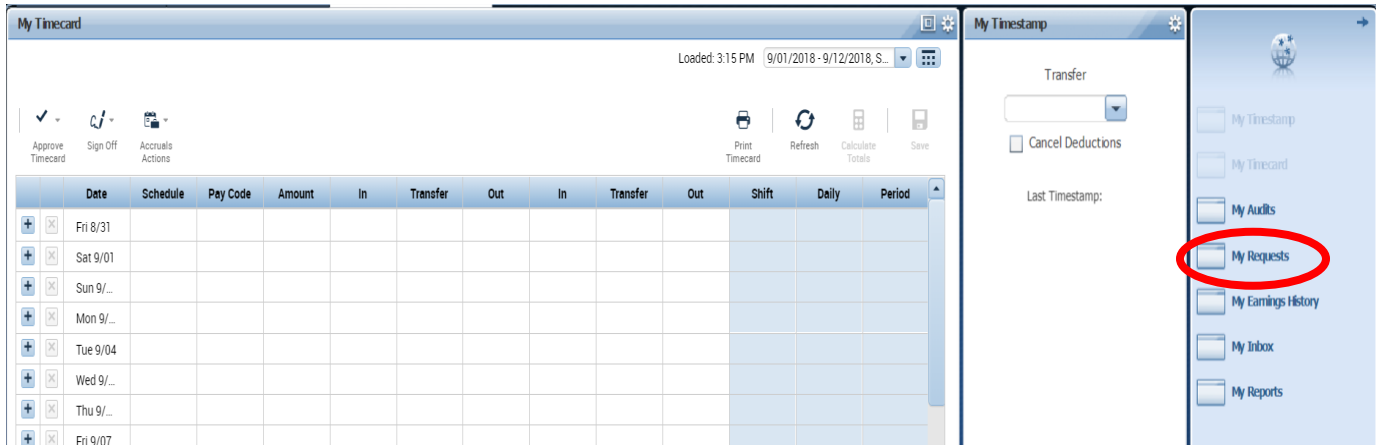 My Timecard
Loaded: 3:15 PM 9/01/2018 - 9/12/2018, S...
Approve Timecard
Sign Off
Accruals Actions
Print Timecard
Refresh
Calculate Totals
Save
Date Schedule Pay Code Amount In Transfer Out In Transfer Out Shift Daily Period
Fri 8/31
Sat 9/01
Sun 9/...
Mon 9/...
Tue 9/04
Wed 9/...
Thu 9/...
Fri 9/07
My Timestamp
Transfer
Cancel Deductions
Last Timestamp:
My Timestamp
My Timecard
My Audits
My Requests
My Earnings History
My Inbox
My Reports